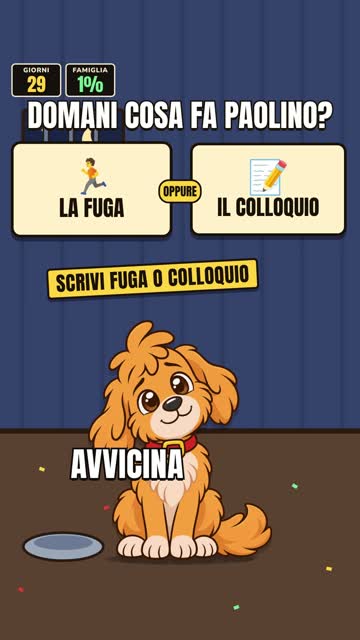 GIORNI
29
FAMIGLIA
1%
DOMANI COSA FA PAOLINO?
LA FUGA
OPPURE
IL COLLOQUIO
SCRIVI FUGA O COLLOQUIO
AVVICINA